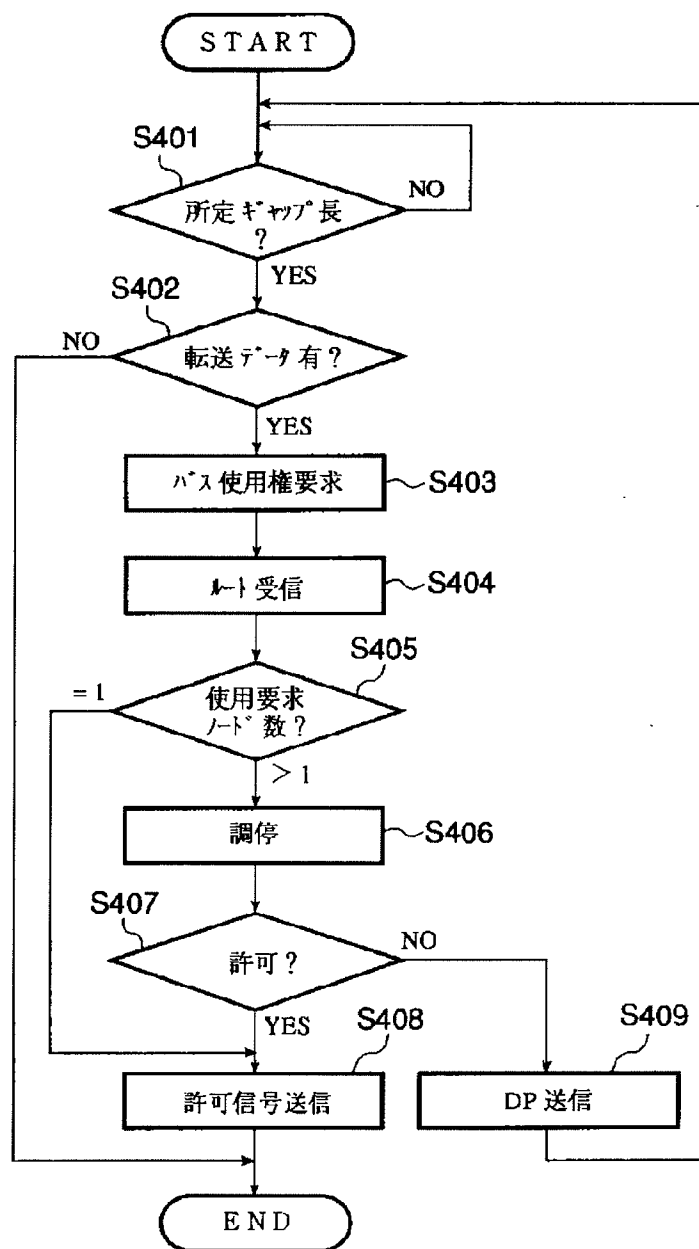 START
S401
所定ギャップ長
?
NO
YES
S402
NO
転送データ有?
YES
バス使用権要求
S403
ルート受信
S404
S405
= 1
使用要求
ノード数?
> 1
調停
S406
S407
許可?
NO
YES
S408
許可信号送信
S409
DP 送信
END